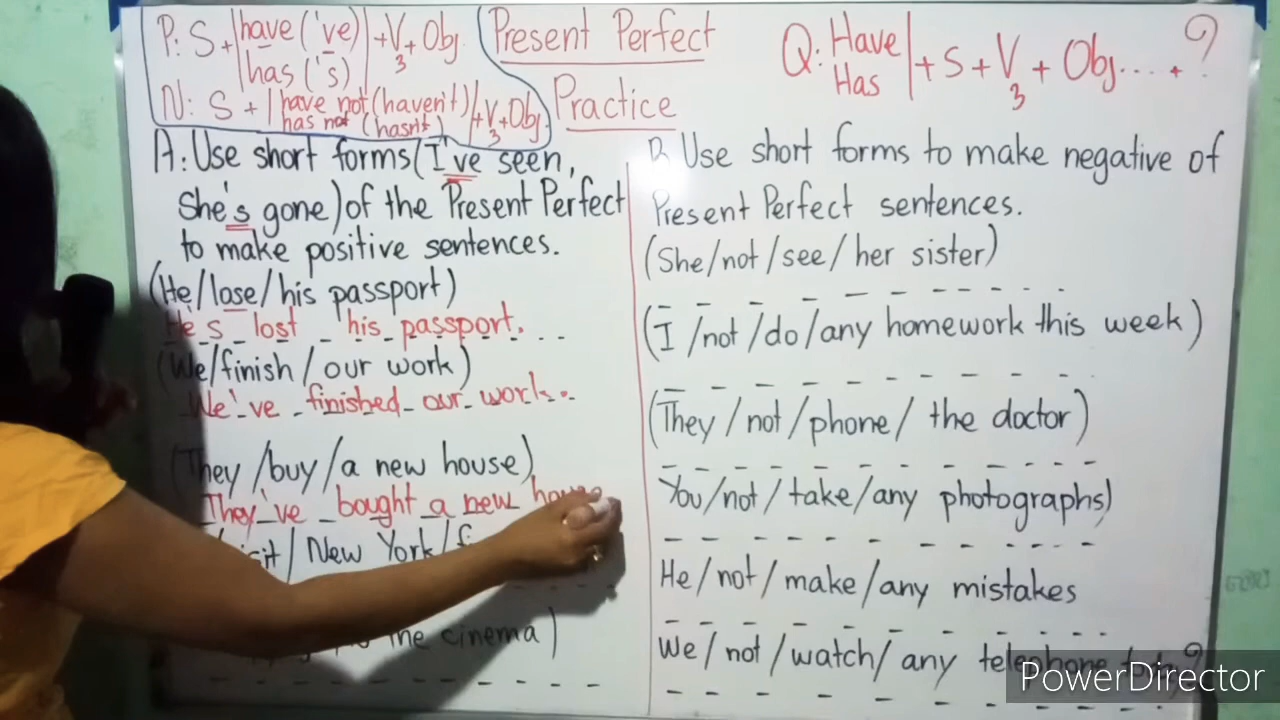 P: S + have ('ve) + V3 + Obj
has ('s)
N: S + have not (haven't) + V3 + Obj
has not (hasn't)
Present Perfect
Practice
Q: Have + S + V3 + Obj.... + ?
Has
A: Use short forms (I've seen,
She's gone) of the Present Perfect
to make positive sentences.
(He/lose/his passport)
He's lost his passport.
(We/finish/our work)
We've finished our work.
(They/buy/a new house)
They've bought a new house
New York/
the cinema)
Use short forms to make negative of
Present Perfect sentences.
(She/not/see/her sister)
(I/not/do/any homework this week)
(They/not/phone/the doctor)
You/not/take/any photographs)
He/not/make/any mistakes
We/not/watch/any
PowerDirector